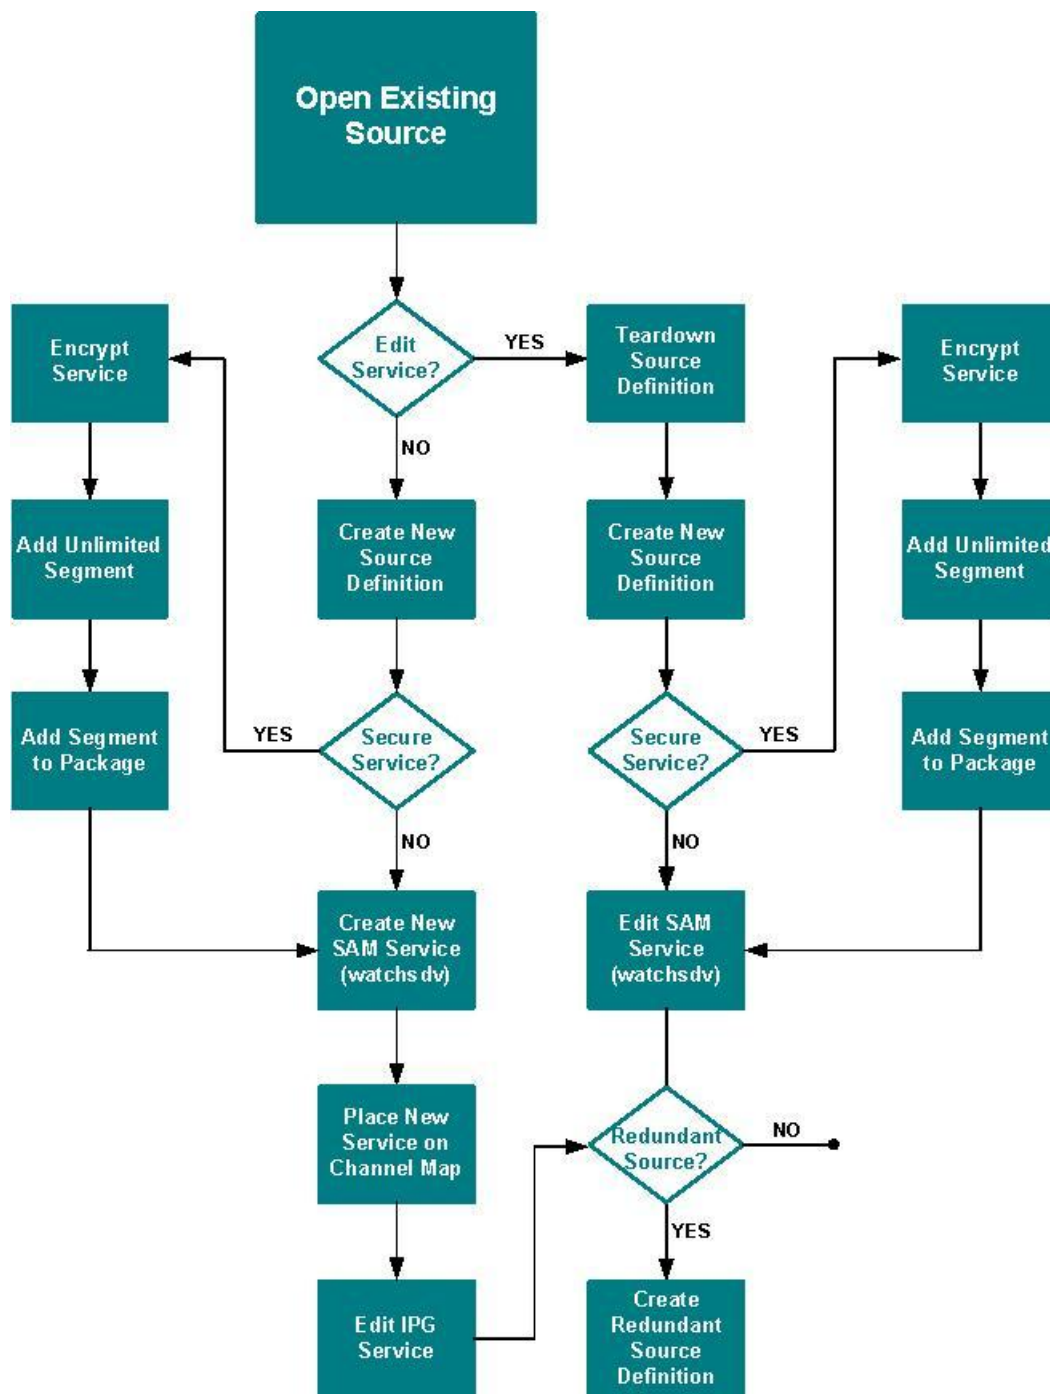 Open Existing
Source
Encrypt
Service
Edit
Service?
YES
Teardown
Source
Definition
Encrypt
Service
NO
Add Unlimited
Segment
Create New
Source
Definition
Create New
Source
Definition
Add Unlimited
Segment
Add Segment
to Package
YES
Secure
Service?
Secure
Service?
YES
Add Segment
to Package
NO
NO
Create New
SAM Service
(watchsdv)
Edit SAM
Service
(watchsdv)
Place New
Service on
Channel Map
Redundant
Source?
NO
YES
Edit IPG
Service
Create
Redundant
Source
Definition